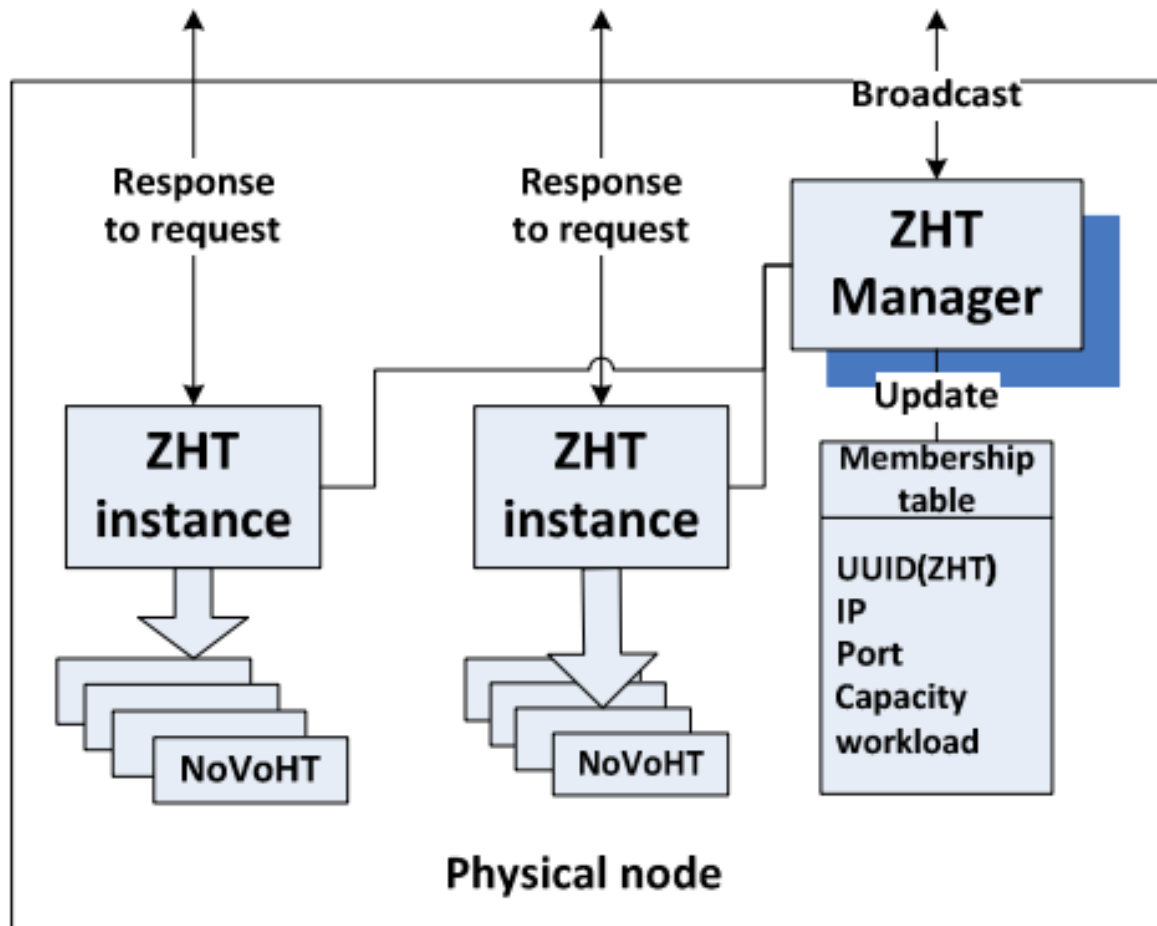 Broadcast
Response
to request
Response
to request
ZHT
Manager
Update
ZHT
instance
ZHT
instance
Membership
table
UUID(ZHT)
IP
Port
Capacity
workload
NoVoHT
NoVoHT
Physical node